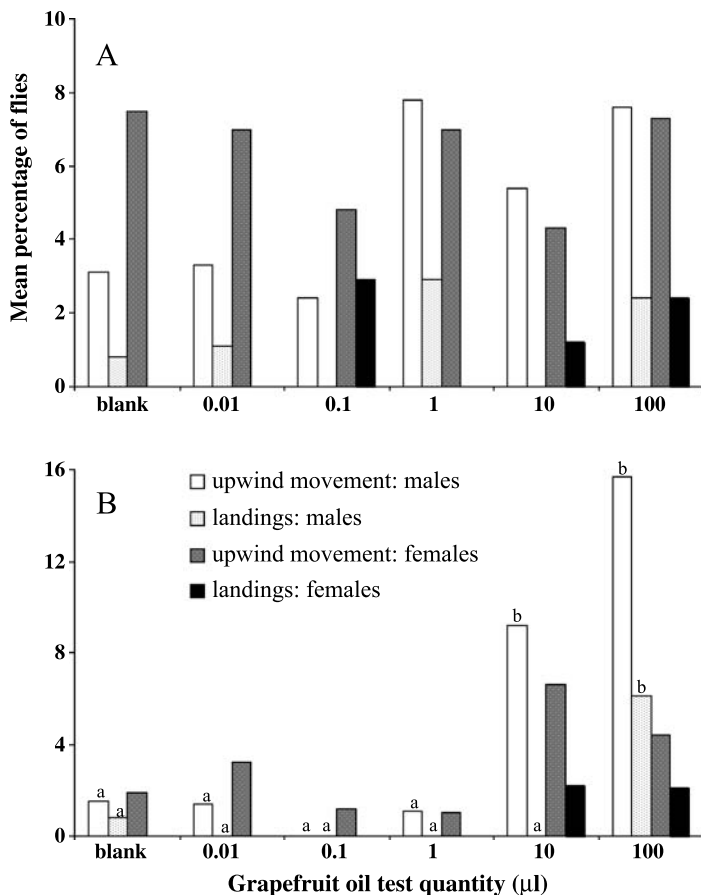 A
Mean percentage of flies
10
8
6
4
2
0
blank 0.01 0.1 1 10 100
B
upwind movement: males
landings: males
upwind movement: females
landings: females
16
12
8
4
0
b
b
b
a a
a a
a a
a a
a
blank 0.01 0.1 1 10 100
Grapefruit oil test quantity (µl)